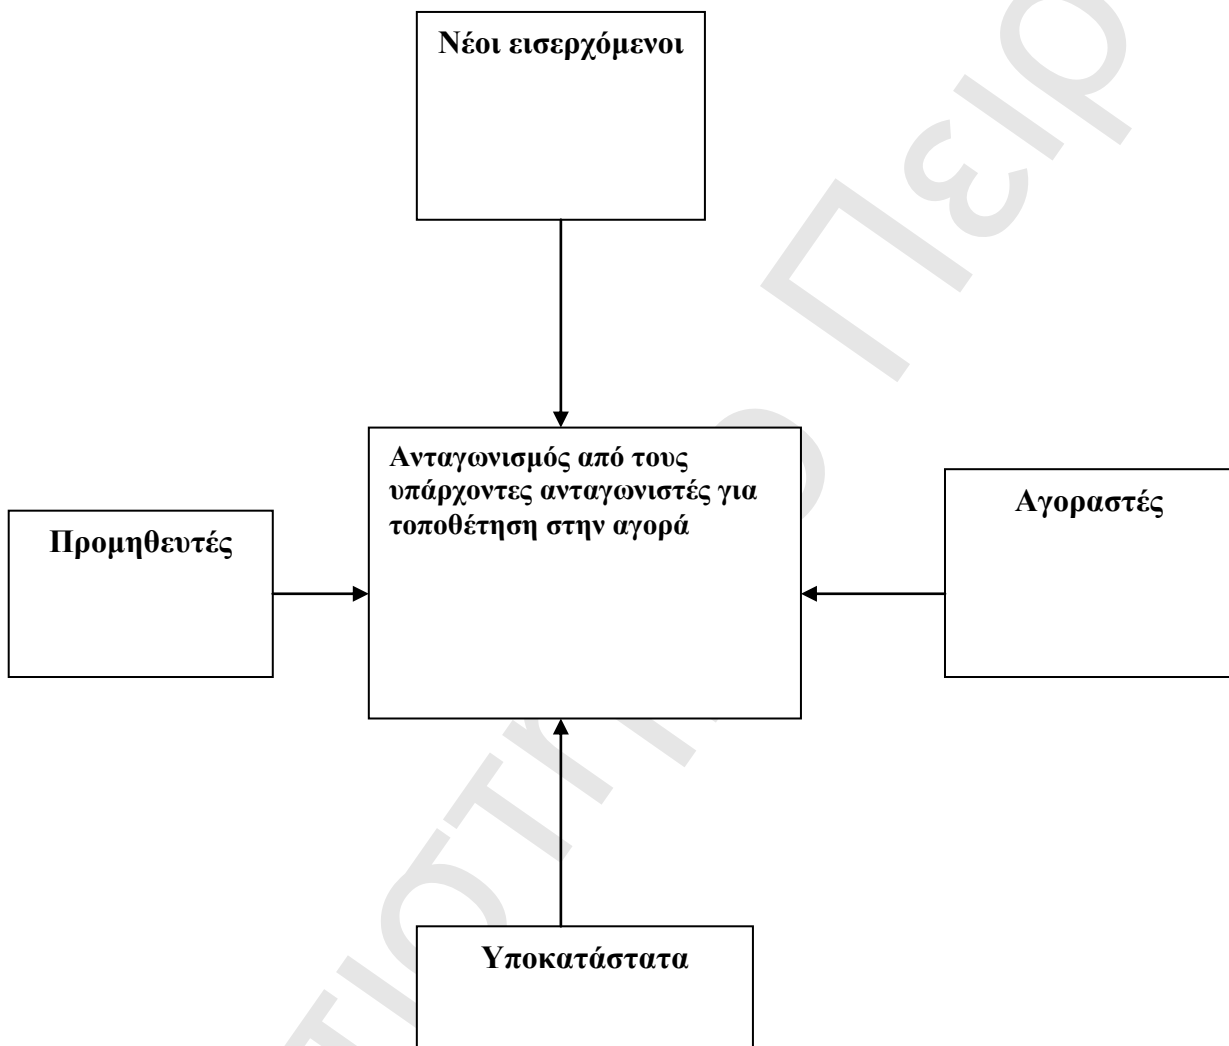 Νέοι εισερχόμενοι
Ανταγωνισμός από τους
υπάρχοντες ανταγωνιστές για
τοποθέτηση στην αγορά
Αγοραστές
Προμηθευτές
Υποκατάστατα